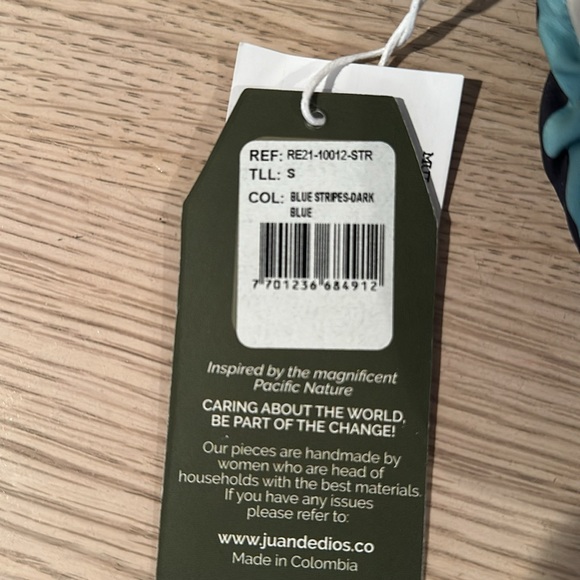 REF: RE21-10012-STR
TLL: S
COL: BLUE STRIPES-DARK
BLUE
7 701236 684912
Inspired by the magnificent
Pacific Nature
CARING ABOUT THE WORLD,
BE PART OF THE CHANGE!
Our pieces are handmade by
women who are head of
households with the best materials.
If you have any issues
please refer to:
www.juandedios.co
Made in Colombia